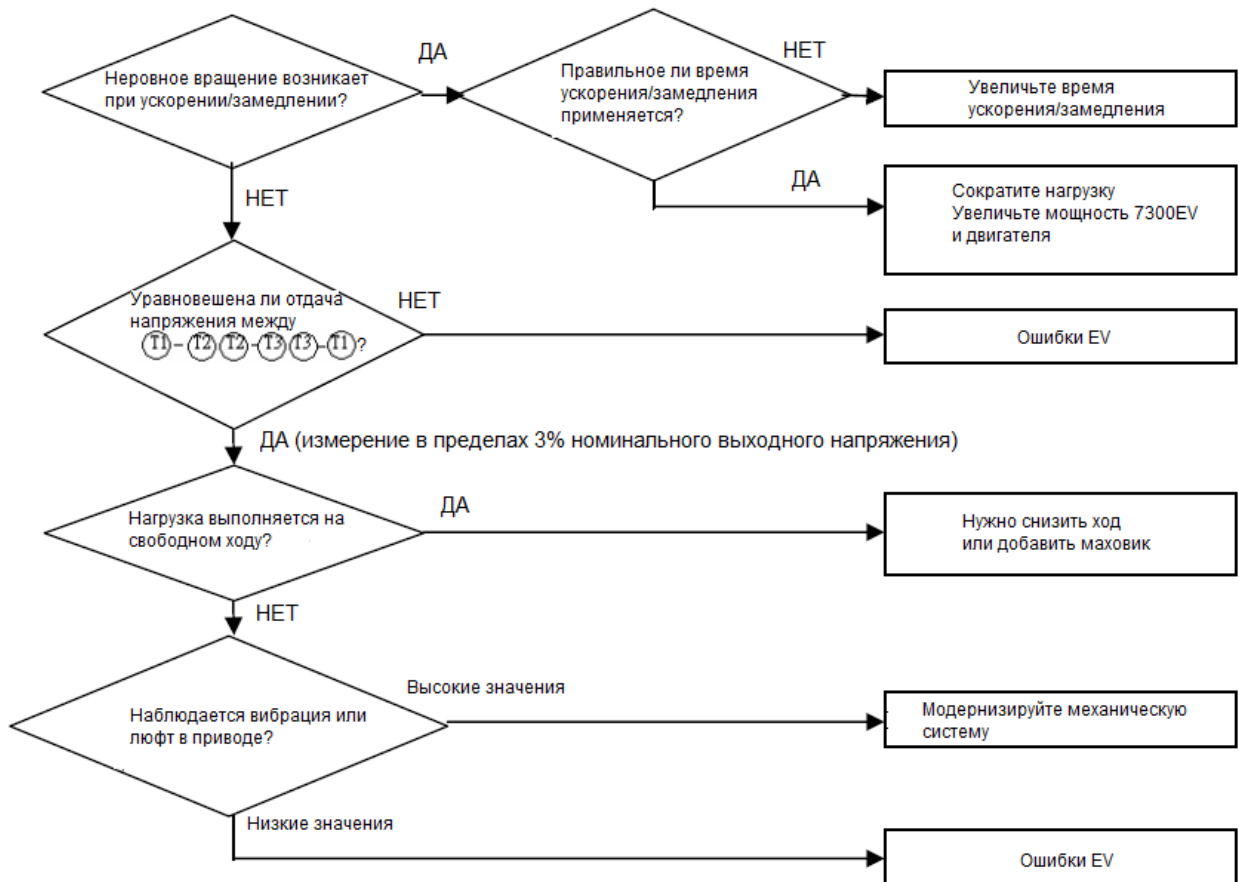 Неровное вращение возникает
при ускорении/замедлении?
ДА
Правильное ли время
ускорения/замедления
применяется?
НЕТ
Увеличьте время
ускорения/замедления
ДА
Сократите нагрузку
Увеличьте мощность 7300EV
и двигателя
НЕТ
Уравновешена ли отдача
напряжения между
T1 – T2 T2 - T3 T3 - T1 ?
НЕТ
Ошибки EV
ДА (измерение в пределах 3% номинального выходного напряжения)
Нагрузка выполняется на
свободном ходу?
ДА
Нужно снизить ход
или добавить маховик
НЕТ
Наблюдается вибрация или
люфт в приводе?
Высокие значения
Модернизируйте механическую
систему
Низкие значения
Ошибки EV